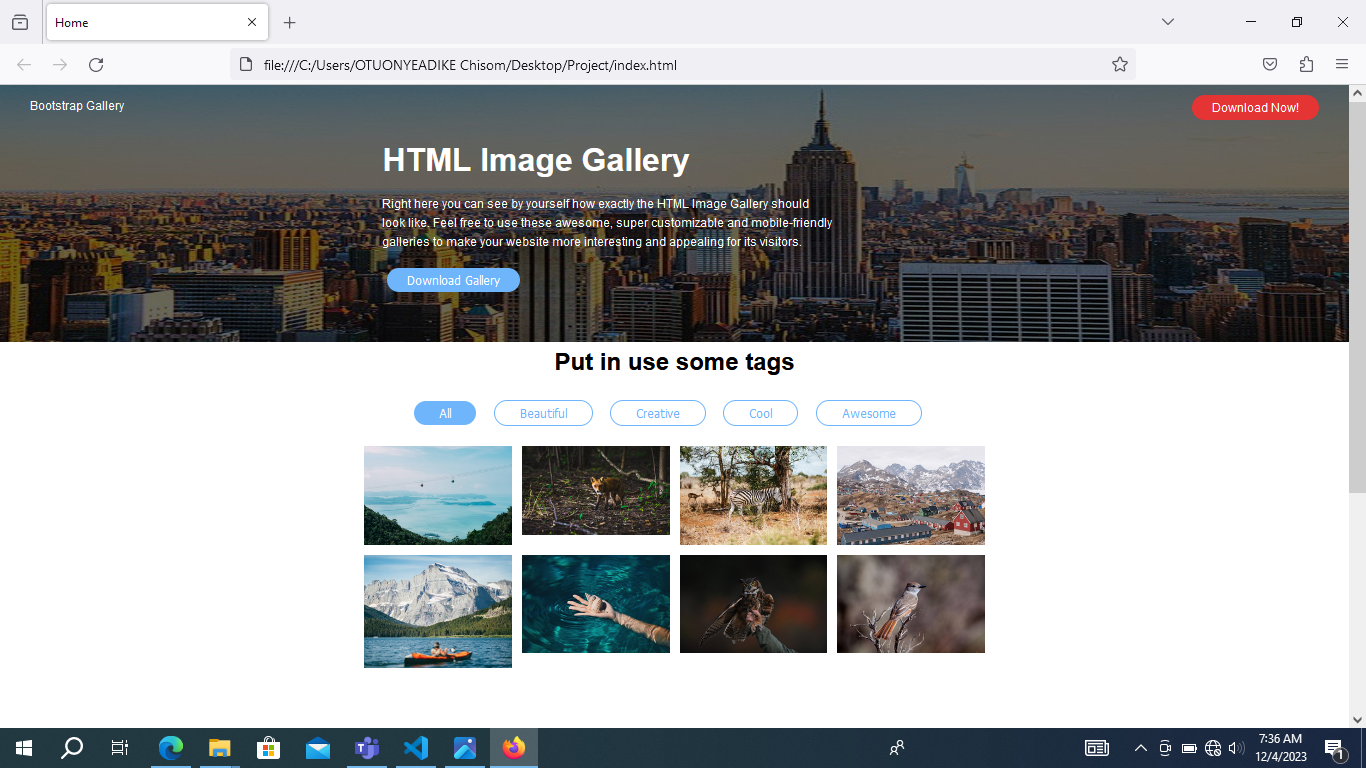 Home
file:///C:/Users/OTUONYEADIKE Chisom/Desktop/Project/index.html
Bootstrap Gallery
Download Now!
HTML Image Gallery
Right here you can see by yourself how exactly the HTML Image Gallery should
look like. Feel free to use these awesome, super customizable and mobile-friendly
galleries to make your website more interesting and appealing for its visitors.
Download Gallery
Put in use some tags
All
Beautiful
Creative
Cool
Awesome
7:36 AM
12/4/2023
1